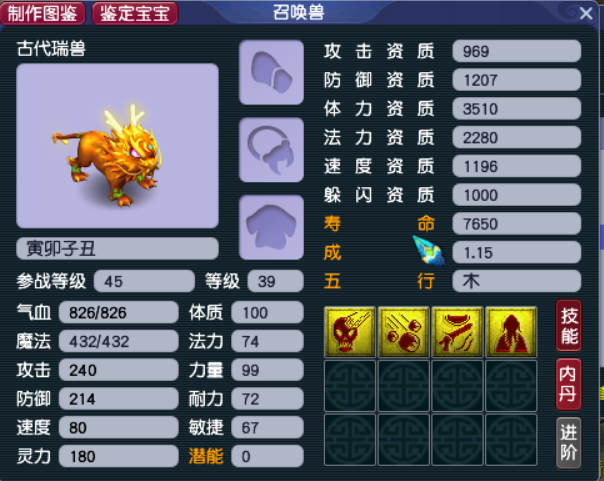 制作图鉴 鉴定宝宝 召唤兽
古代瑞兽
攻击资质 969
防御资质 1207
体力资质 3510
法力资质 2280
速度资质 1196
躲闪资质 1000
寿命 7650
寅卯子丑
成 1.15
参战等级 45 等级 39
五行 木
气血 826/826 体质 100
魔法 432/432 法力 74
攻击 240 力量 99
防御 214 耐力 72
速度 80 敏捷 67
灵力 180 潜能 0
技能
内丹
进阶